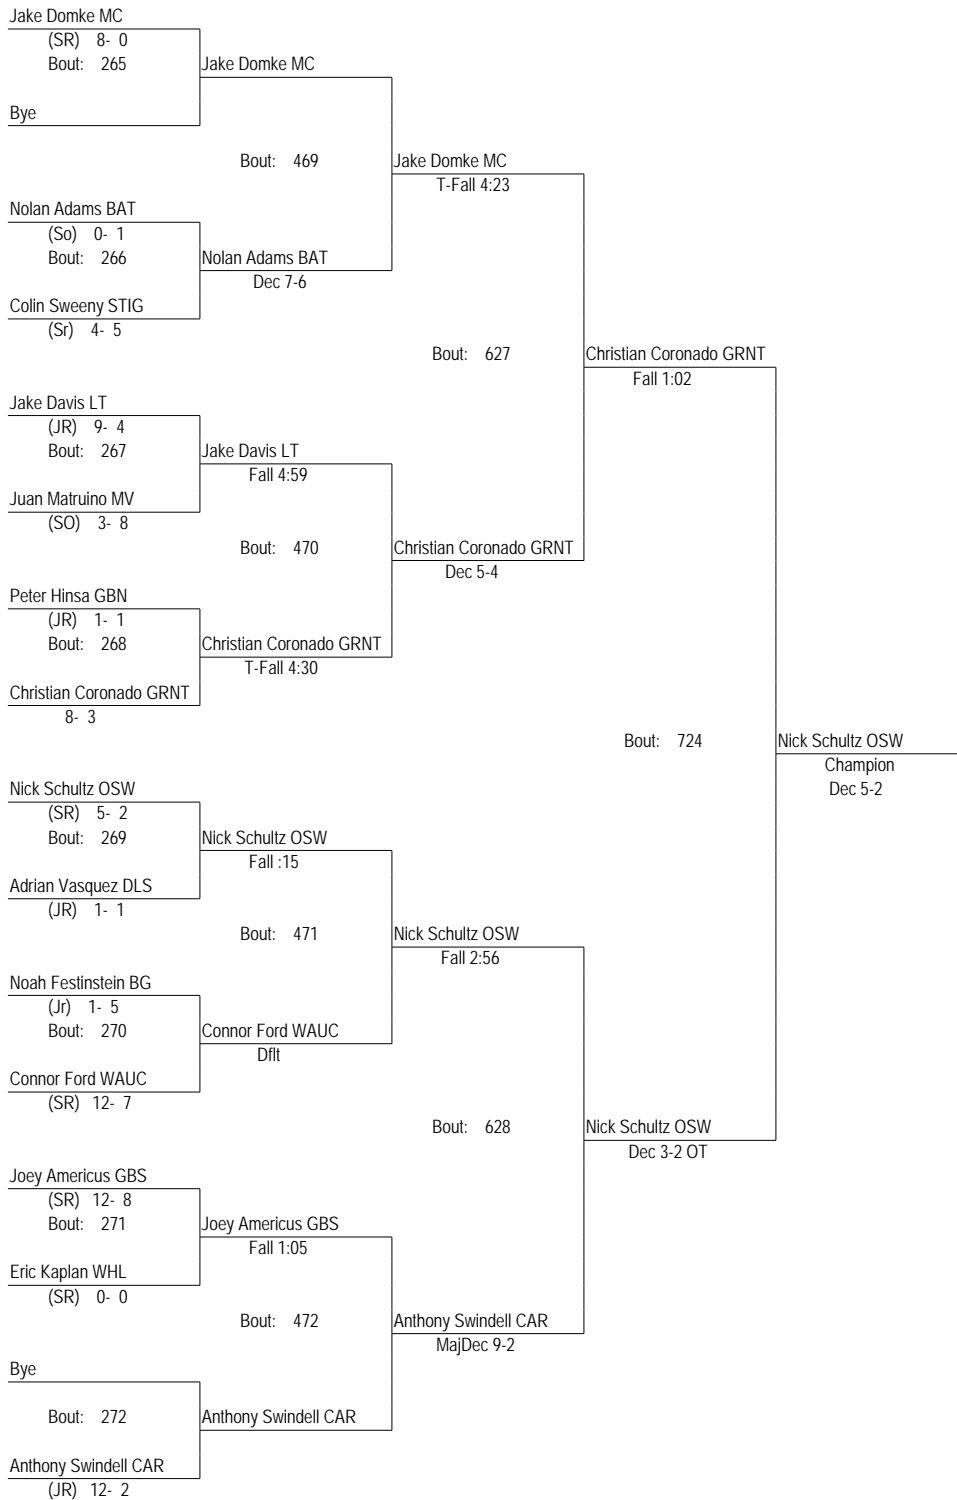 Jake Domke MC
(SR) 8- 0
Bout: 265
Jake Domke MC
Bye
Bout: 469
Jake Domke MC
T-Fall 4:23
Nolan Adams BAT
(So) 0- 1
Bout: 266
Nolan Adams BAT
Dec 7-6
Colin Sweeny STIG
(Sr) 4- 5
Bout: 627
Christian Coronado GRNT
Fall 1:02
Jake Davis LT
(JR) 9- 4
Bout: 267
Jake Davis LT
Fall 4:59
Juan Matruino MV
(SO) 3- 8
Bout: 470
Christian Coronado GRNT
Dec 5-4
Peter Hinsa GBN
(JR) 1- 1
Bout: 268
Christian Coronado GRNT
T-Fall 4:30
Christian Coronado GRNT
8- 3
Bout: 724
Nick Schultz OSW
Champion
Dec 5-2
Nick Schultz OSW
(SR) 5- 2
Bout: 269
Nick Schultz OSW
Fall :15
Adrian Vasquez DLS
(JR) 1- 1
Bout: 471
Nick Schultz OSW
Fall 2:56
Noah Festinstein BG
(Jr) 1- 5
Bout: 270
Connor Ford WAUC
Dflt
Connor Ford WAUC
(SR) 12- 7
Bout: 628
Nick Schultz OSW
Dec 3-2 OT
Joey Americus GBS
(SR) 12- 8
Bout: 271
Joey Americus GBS
Fall 1:05
Eric Kaplan WHL
(SR) 0- 0
Bout: 472
Anthony Swindell CAR
MajDec 9-2
Bye
Bout: 272
Anthony Swindell CAR
Anthony Swindell CAR
(JR) 12- 2